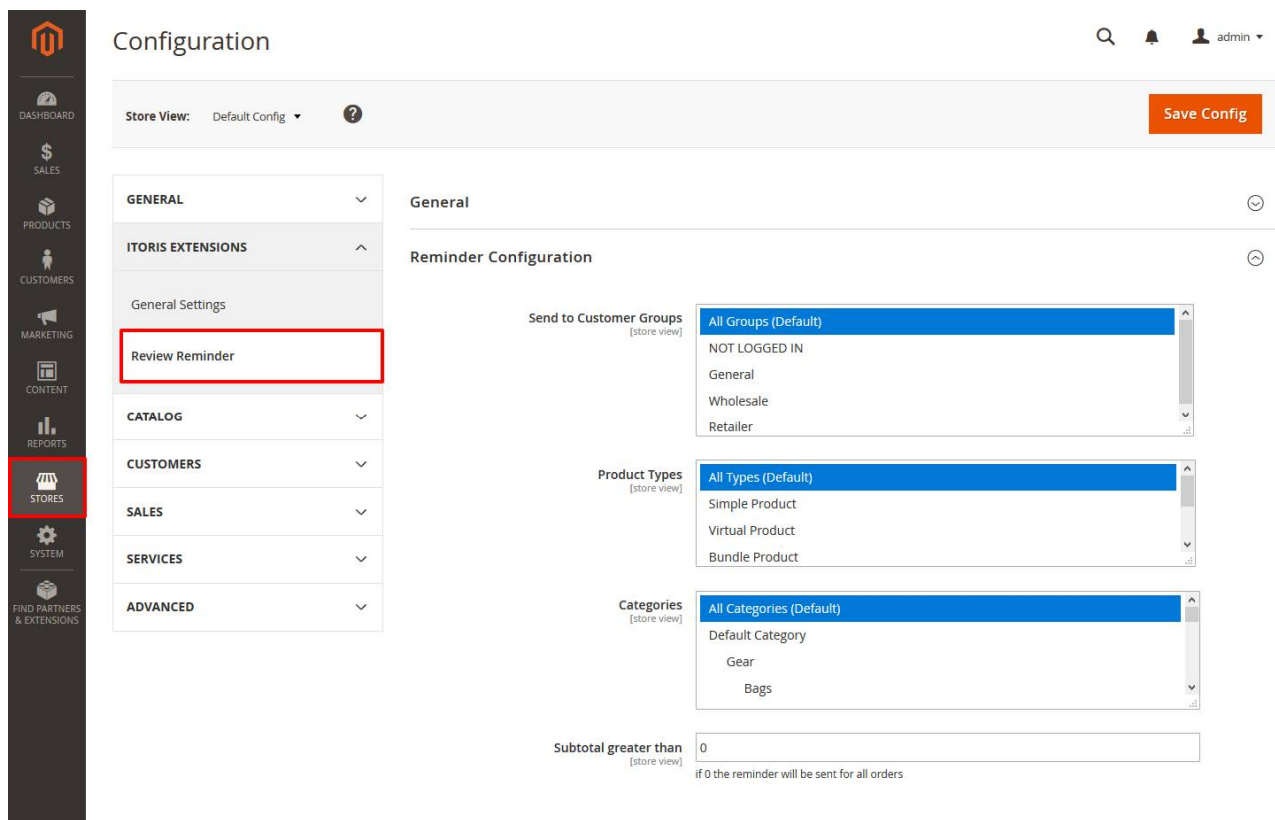 Configuration
admin
DASHBOARD
SALES
PRODUCTS
CUSTOMERS
MARKETING
CONTENT
REPORTS
STORES
SYSTEM
FIND PARTNERS
& EXTENSIONS
Store View: Default Config ?
Save Config
GENERAL
ITORIS EXTENSIONS
General Settings
Review Reminder
CATALOG
CUSTOMERS
SALES
SERVICES
ADVANCED
General
Reminder Configuration
Send to Customer Groups
[store view]
All Groups (Default)
NOT LOGGED IN
General
Wholesale
Retailer
Product Types
[store view]
All Types (Default)
Simple Product
Virtual Product
Bundle Product
Categories
[store view]
All Categories (Default)
Default Category
Gear
Bags
Subtotal greater than
[store view]
0
if 0 the reminder will be sent for all orders